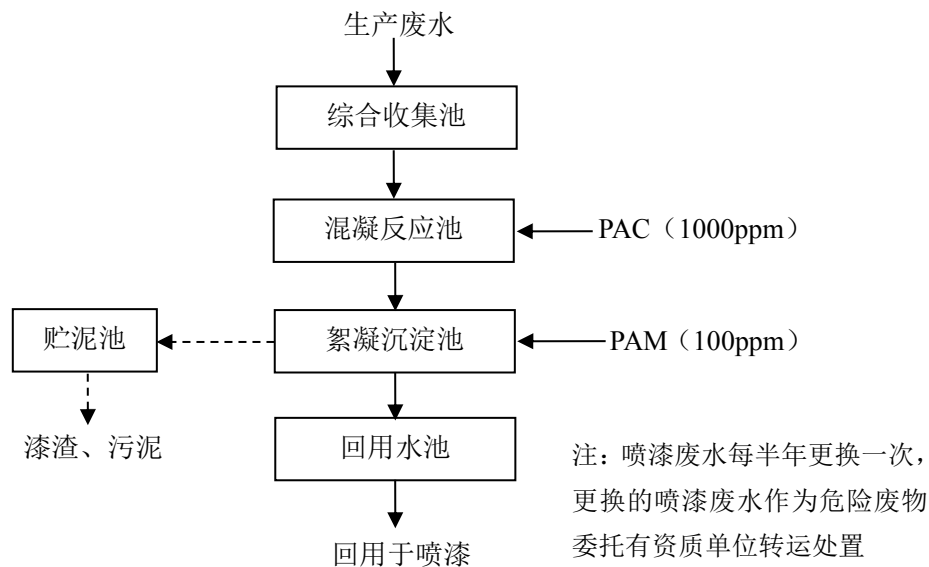 生产废水
综合收集池
混凝反应池
PAC（1000ppm）
贮泥池
絮凝沉淀池
PAM（100ppm）
漆渣、污泥
回用水池
注：喷漆废水每半年更换一次，
更换的喷漆废水作为危险废物
委托有资质单位转运处置
回用于喷漆